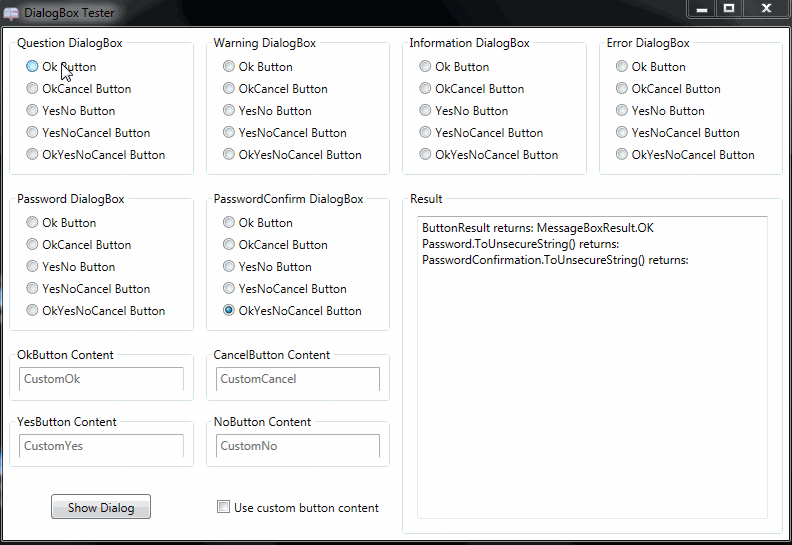 DialogBox Tester
Question DialogBox
Ok Button
OkCancel Button
YesNo Button
YesNoCancel Button
OkYesNoCancel Button
Warning DialogBox
Ok Button
OkCancel Button
YesNo Button
YesNoCancel Button
OkYesNoCancel Button
Information DialogBox
Ok Button
OkCancel Button
YesNo Button
YesNoCancel Button
OkYesNoCancel Button
Error DialogBox
Ok Button
OkCancel Button
YesNo Button
YesNoCancel Button
OkYesNoCancel Button
Password DialogBox
Ok Button
OkCancel Button
YesNo Button
YesNoCancel Button
OkYesNoCancel Button
PasswordConfirm DialogBox
Ok Button
OkCancel Button
YesNo Button
YesNoCancel Button
OkYesNoCancel Button
Result
ButtonResult returns: MessageBoxResult.OK
Password.ToUnsecureString() returns:
PasswordConfirmation.ToUnsecureString() returns:
OkButton Content
CustomOk
CancelButton Content
CustomCancel
YesButton Content
CustomYes
NoButton Content
CustomNo
Show Dialog
Use custom button content